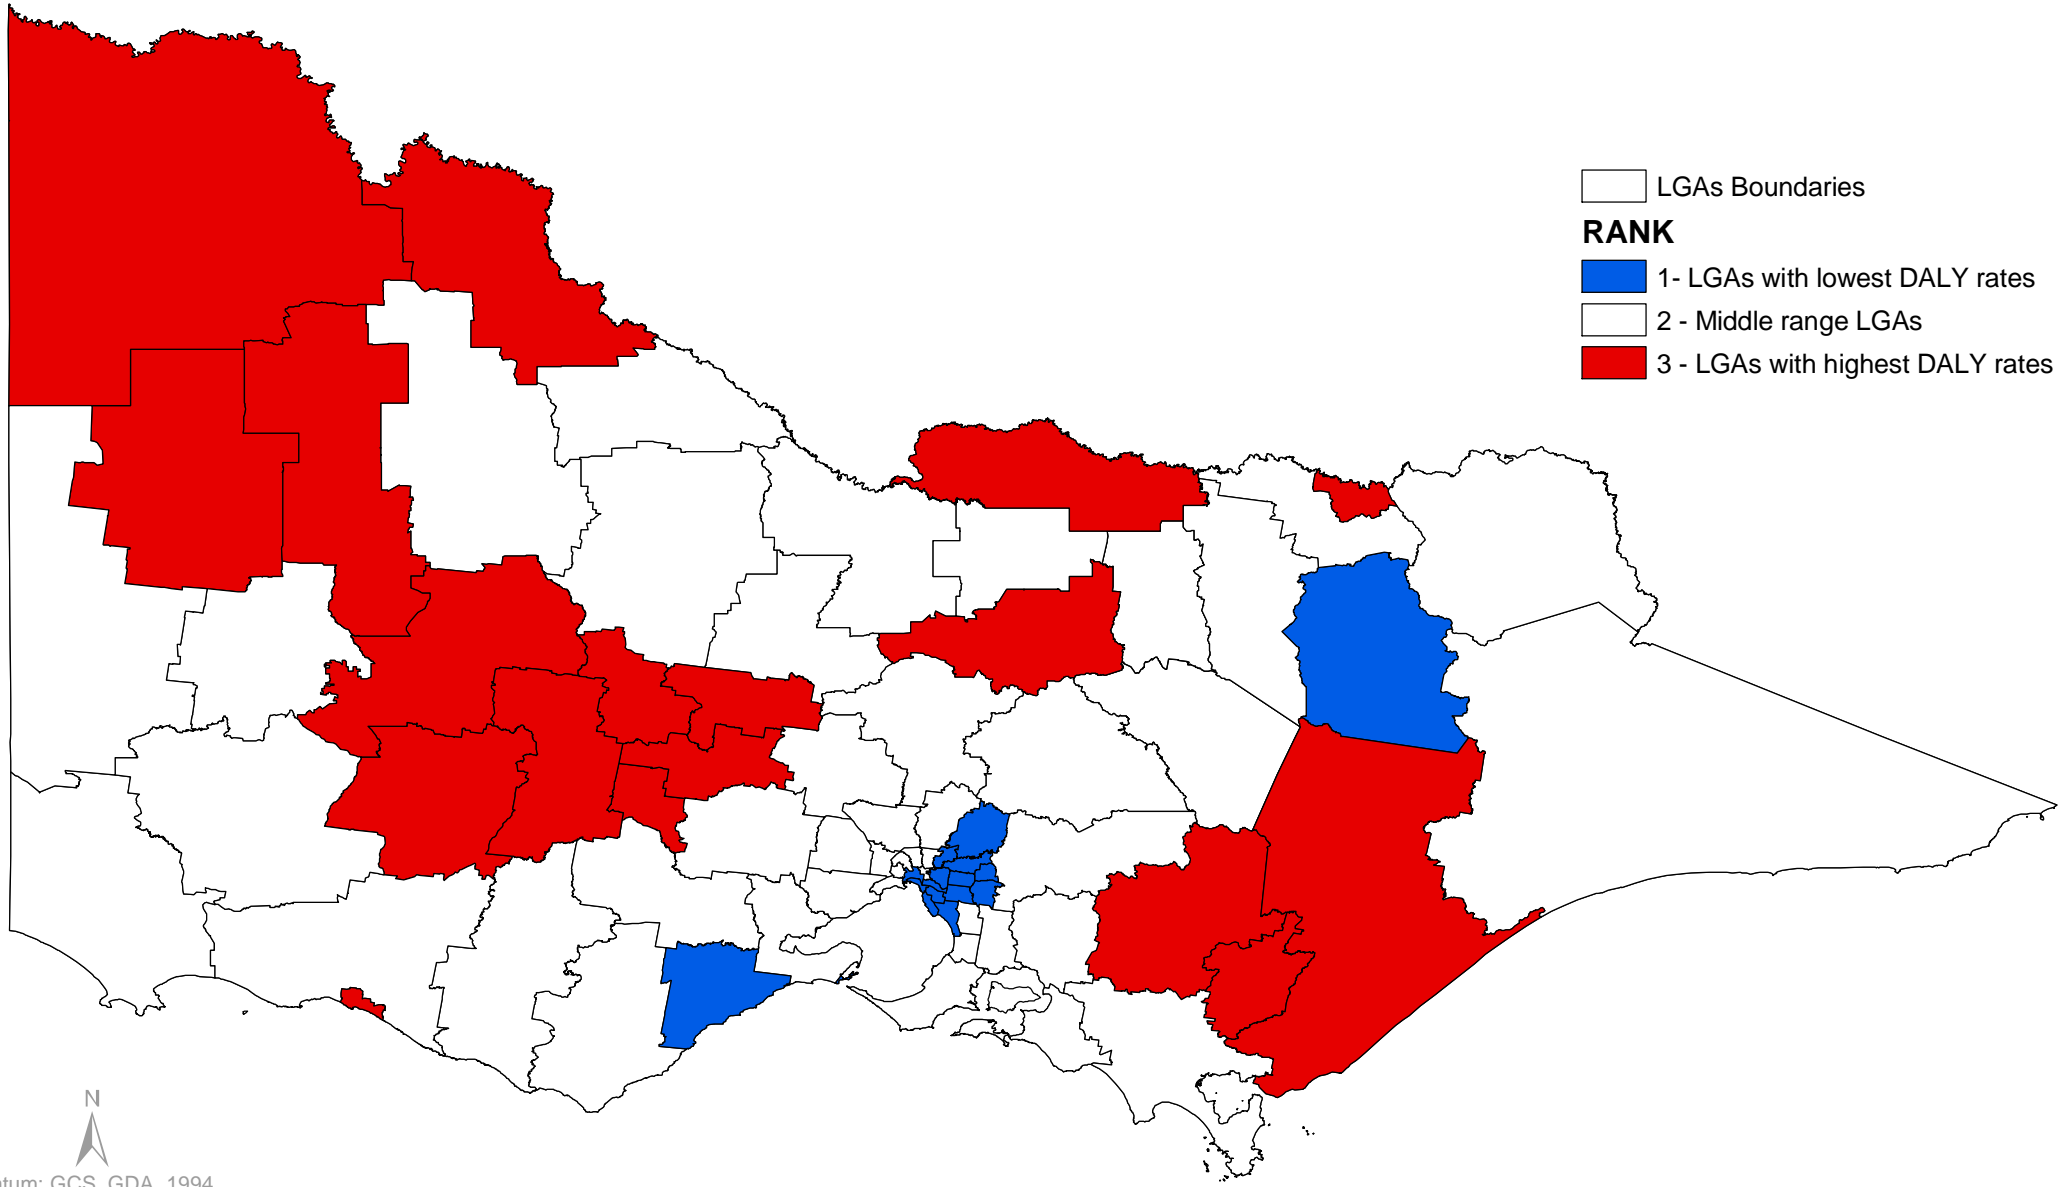 LGAs Boundaries
RANK
1- LGAs with lowest DALY rates
2 - Middle range LGAs
3 - LGAs with highest DALY rates
N
GCS_GDA_1994